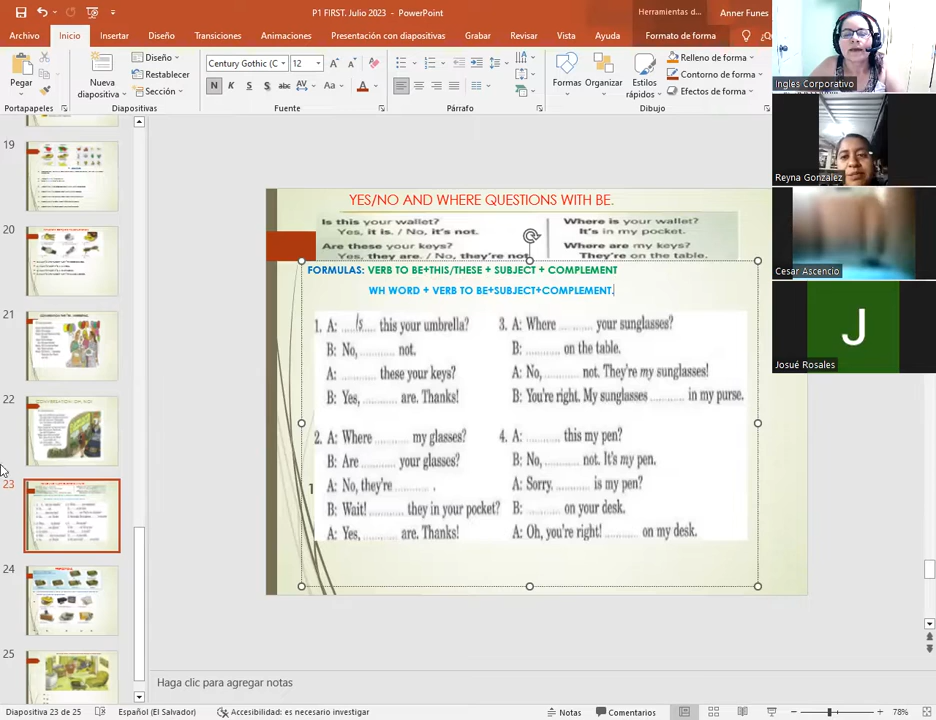 P1 FIRST. Julio 2023 - PowerPoint
Herramientas d...
Anner Funes
Archivo Inicio Insertar Diseño Transiciones Animaciones Presentación con diapositivas Grabar Revisar Vista Ayuda Formato de forma
Pegar
Nueva diapositiva
Diseño
Restablecer
Sección
Century Gothic (C 12
N K S abc AV Aa A
Formas Organizar Estilos rápidos
Relleno de forma
Contorno de forma
Efectos de forma
Portapapeles Diapositivas Fuente Párrafo Dibujo
Ingles Corporativo
Reyna Gonzalez
Cesar Ascencio
J
Josué Rosales
19
20
21
22
23
24
25
YES/NO AND WHERE QUESTIONS WITH BE.
Is this your wallet?
Yes, it is. / No, it's not.
Are these your keys?
Yes, they are. / No, they're not
Where is your wallet?
It's in my pocket.
Where are my keys?
They're on the table.
FORMULAS: VERB TO BE+THIS/THESE + SUBJECT + COMPLEMENT
WH WORD + VERB TO BE+SUBJECT+COMPLEMENT.
1. A: ....Is.... this your umbrella?
B: No, .......... not.
A: .......... these your keys?
B: Yes, .......... are. Thanks!
2. A: Where .......... my glasses?
B: Are .......... your glasses?
A: No, they're .......... .
B: Wait! .......... they in your pocket?
A: Yes, .......... are. Thanks!
3. A: Where .......... your sunglasses?
B: .......... on the table.
A: No, .......... not. They're my sunglasses!
B: You're right. My sunglasses .......... in my purse.
4. A: .......... this my pen?
B: No, .......... not. It's my pen.
A: Sorry. .......... is my pen?
B: .......... on your desk.
A: Oh, you're right! .......... on my desk.
1
Haga clic para agregar notas
Diapositiva 23 de 25 Español (El Salvador) Accesibilidad: es necesario investigar Notas Comentarios 78%